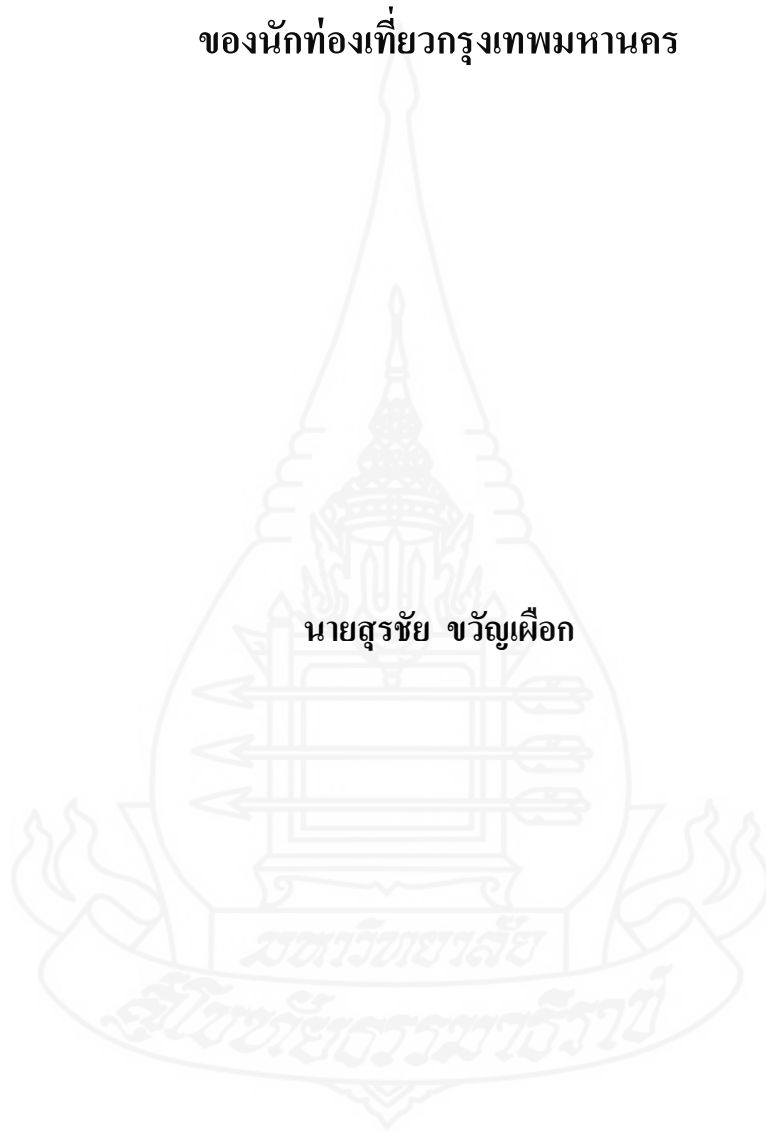 ของนักท่องเที่ยวกรุงเทพมหานคร
นายสุรชัย ขวัญเผือก
มหาวิทยาลัย
สุโขทัยธรรมาธิราช